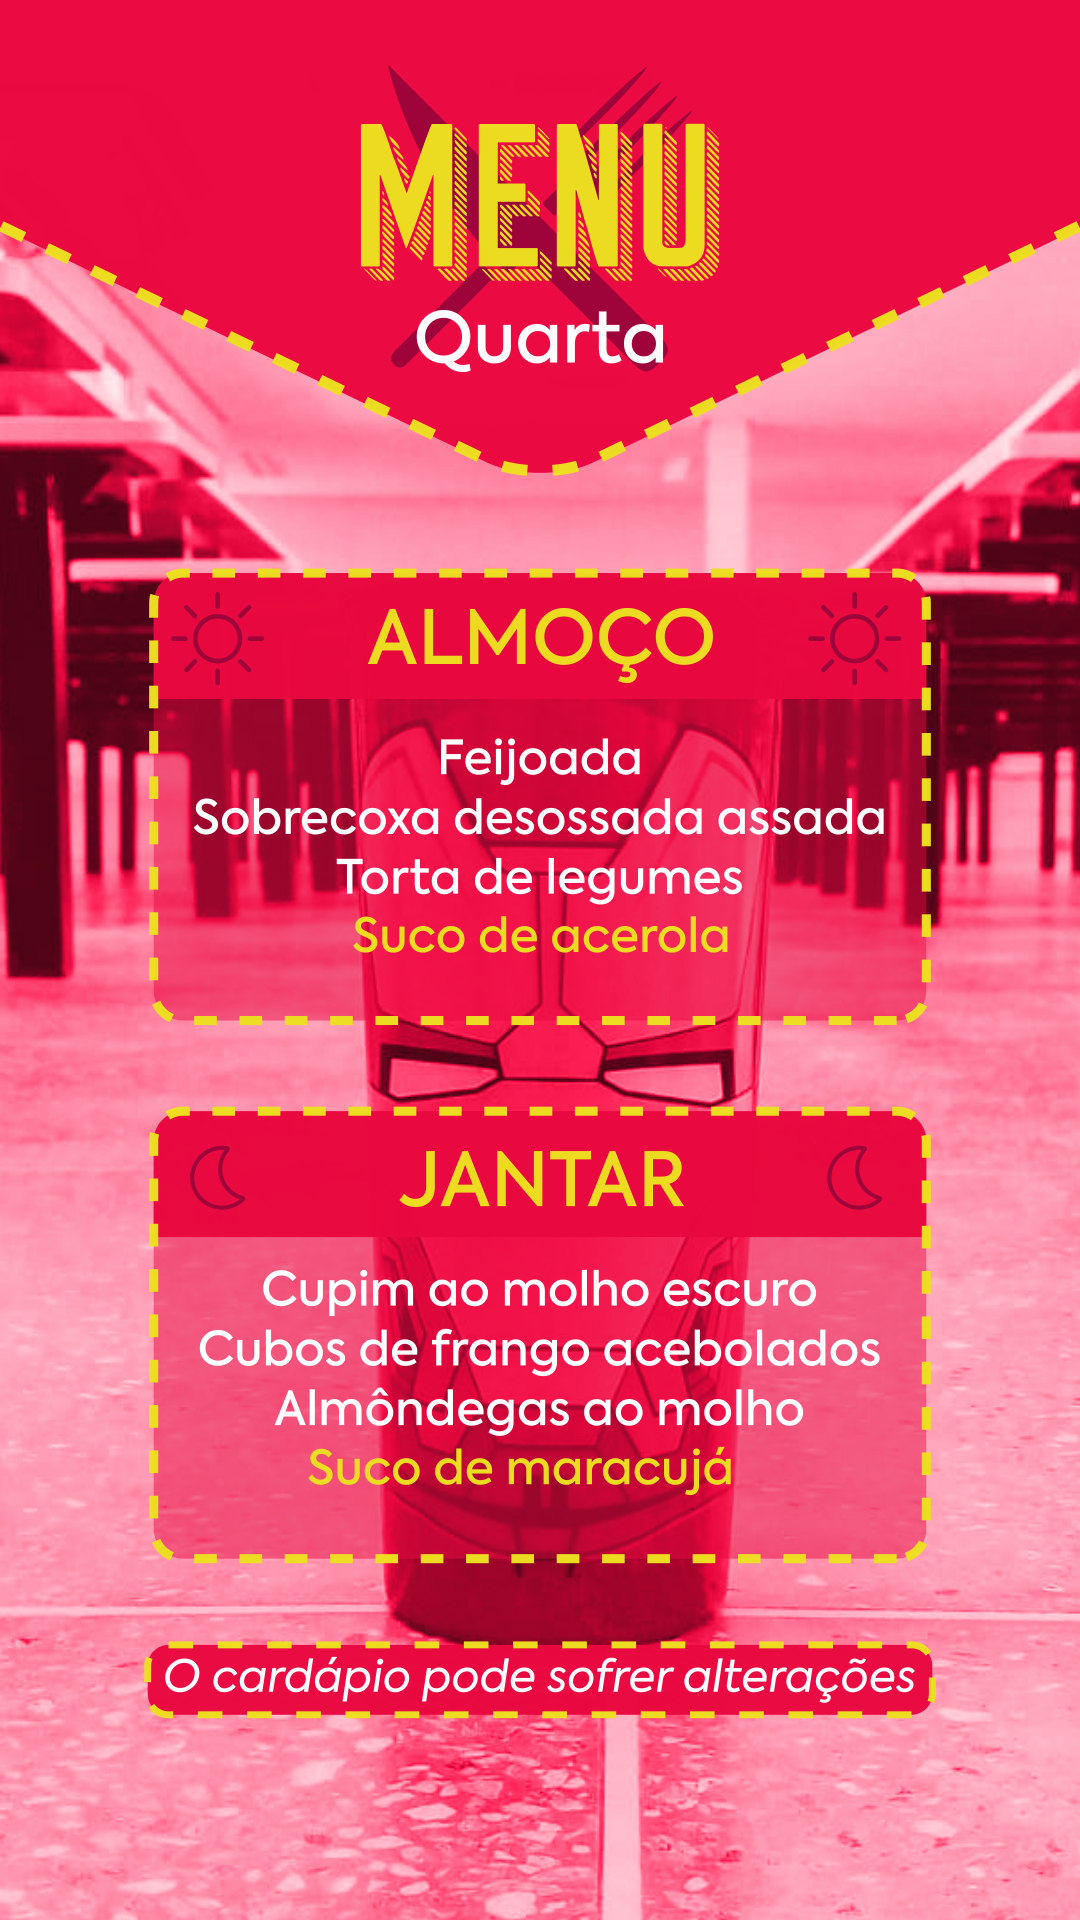 MENU
Quarta
ALMOÇO
Feijoada
Sobrecoxa desossada assada
Torta de legumes
Suco de acerola
JANTAR
Cupim ao molho escuro
Cubos de frango acebolados
Almôndegas ao molho
Suco de maracujá
O cardápio pode sofrer alterações